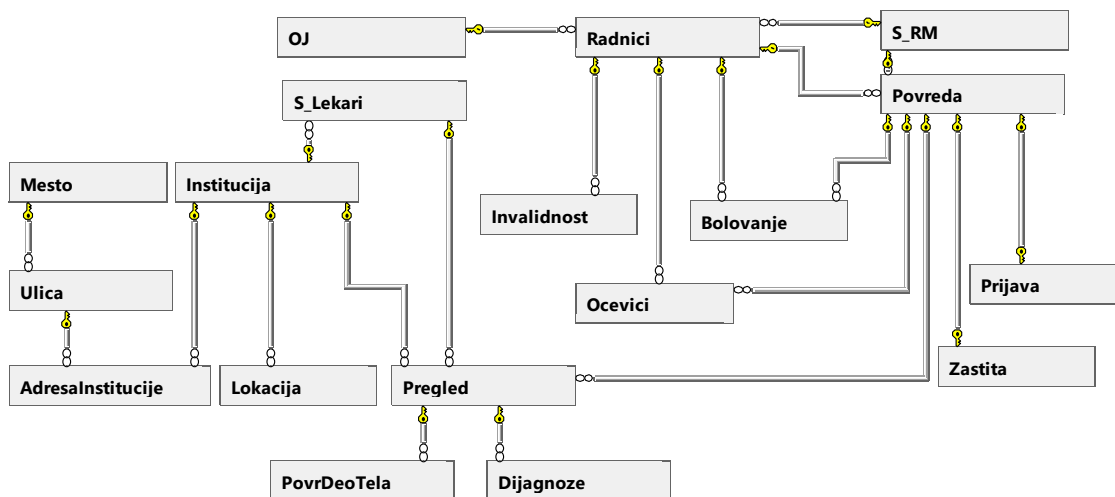 OJ
Radnici
S_RM
S_Lekari
Povreda
Mesto
Institucija
Invalidnost
Bolovanje
Ulica
Ocevici
Prijava
AdresaInstitucije
Lokacija
Pregled
Zastita
PovrDeoTela
Dijagnoze